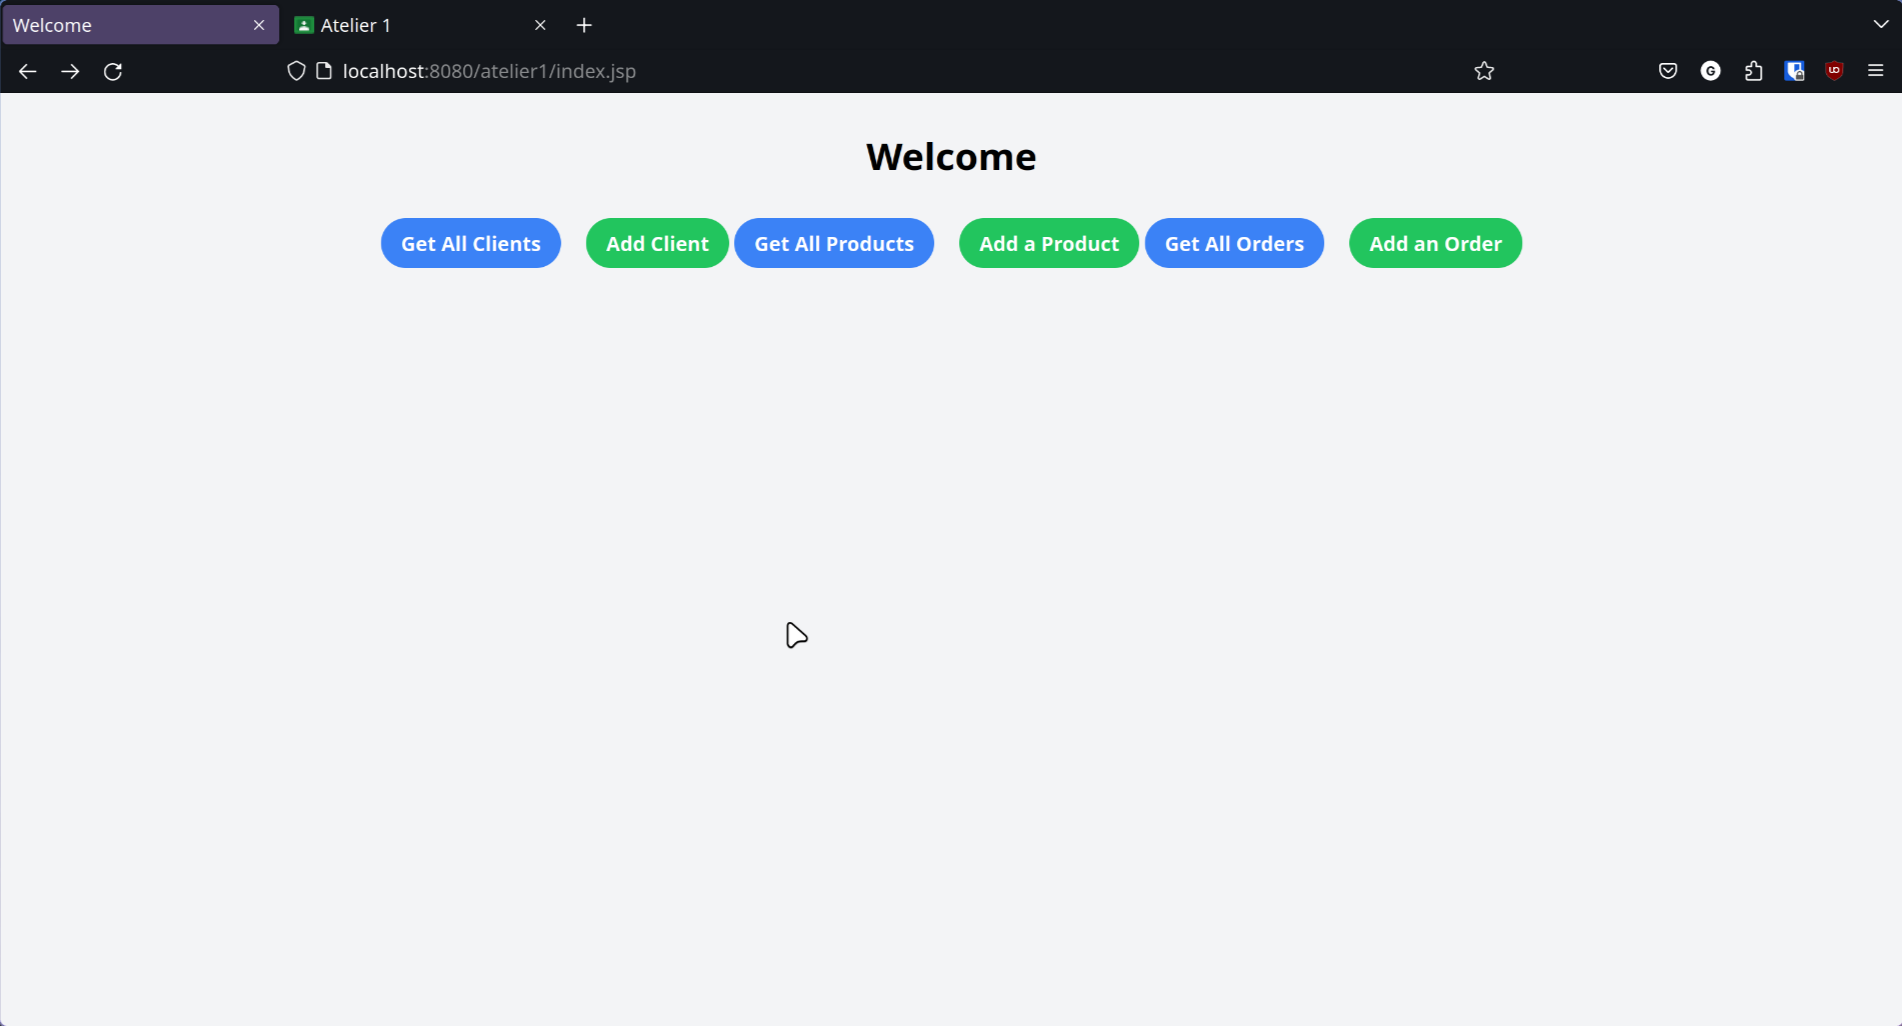 Welcome
Atelier 1
localhost:8080/atelier1/index.jsp
G
Welcome
Get All Clients Add Client Get All Products Add a Product Get All Orders Add an Order